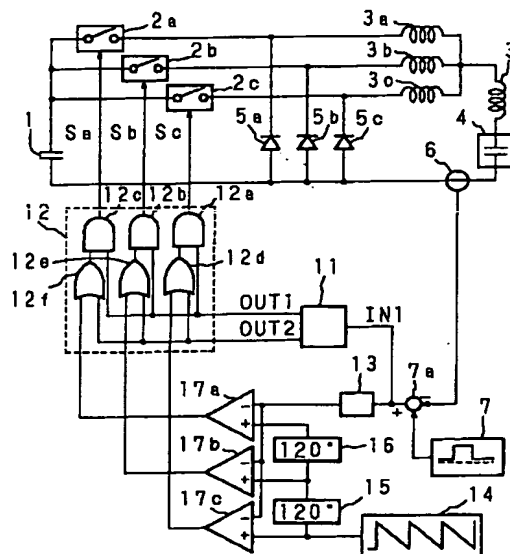 2a
3a
2b
3b
2c
3c
3
1
Sa
Sb
Sc
5a
5b
5c
4
6
12c
12b
12a
12
12e
12d
12f
OUT1
11
IN1
OUT2
13
17a
7a
- 
+
+
-
7
120°
16
17b
-
+
120°
15
14
17c
-
+